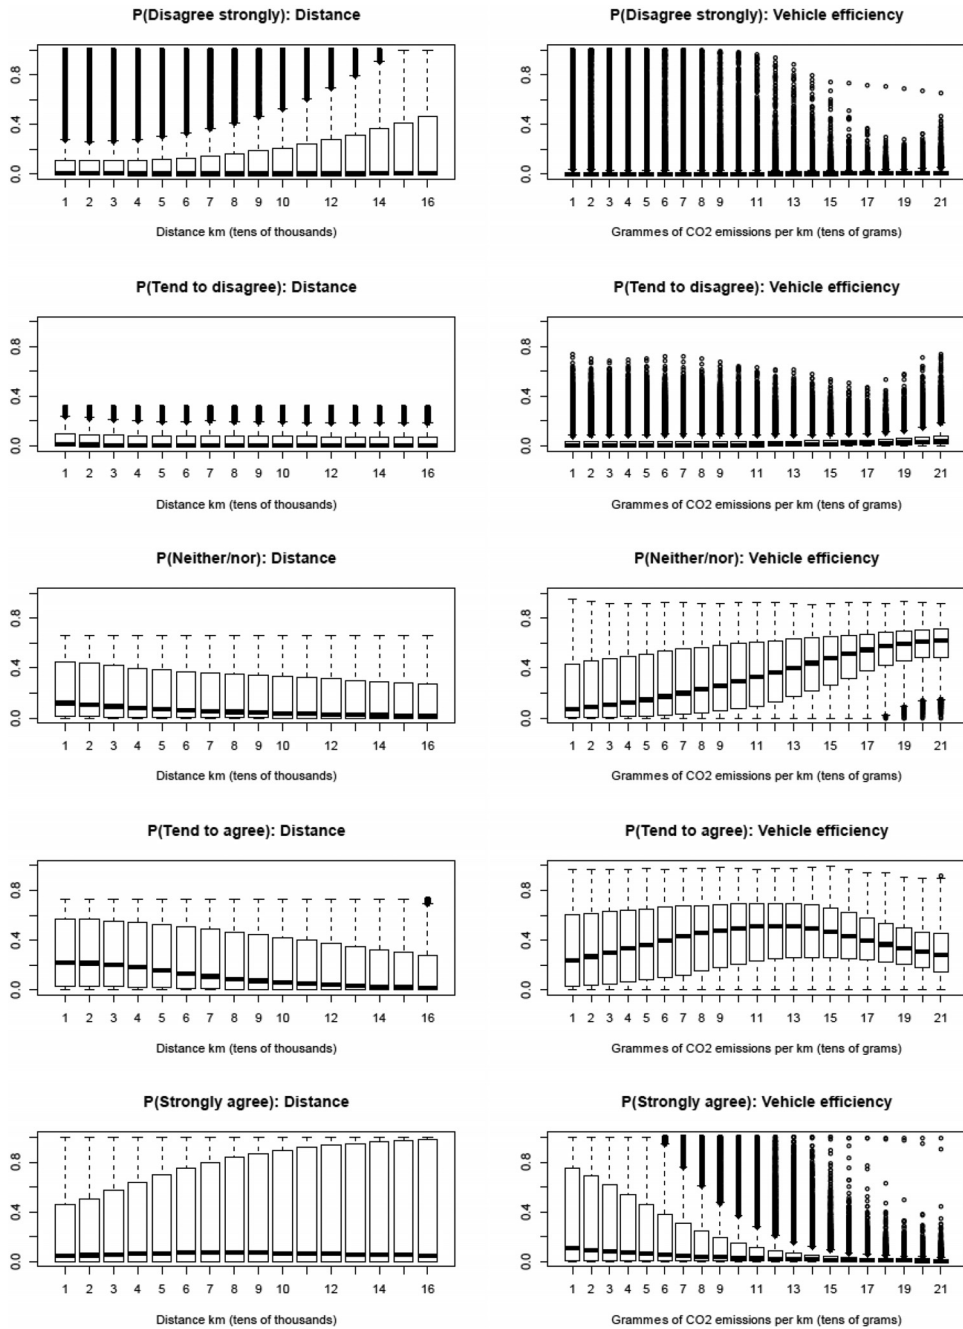 P(Disagree strongly): Distance
0.0 0.4 0.8
1 2 3 4 5 6 7 8 9 10 12 14 16
Distance km (tens of thousands)
P(Disagree strongly): Vehicle efficiency
0.0 0.4 0.8
1 2 3 4 5 6 7 8 9 11 13 15 17 19 21
Grammes of CO2 emissions per km (tens of grams)
P(Tend to disagree): Distance
0.0 0.4 0.8
1 2 3 4 5 6 7 8 9 10 12 14 16
Distance km (tens of thousands)
P(Tend to disagree): Vehicle efficiency
0.0 0.4 0.8
1 2 3 4 5 6 7 8 9 11 13 15 17 19 21
Grammes of CO2 emissions per km (tens of grams)
P(Neither/nor): Distance
0.0 0.4 0.8
1 2 3 4 5 6 7 8 9 10 12 14 16
Distance km (tens of thousands)
P(Neither/nor): Vehicle efficiency
0.0 0.4 0.8
1 2 3 4 5 6 7 8 9 11 13 15 17 19 21
Grammes of CO2 emissions per km (tens of grams)
P(Tend to agree): Distance
0.0 0.4 0.8
1 2 3 4 5 6 7 8 9 10 12 14 16
Distance km (tens of thousands)
P(Tend to agree): Vehicle efficiency
0.0 0.4 0.8
1 2 3 4 5 6 7 8 9 11 13 15 17 19 21
Grammes of CO2 emissions per km (tens of grams)
P(Strongly agree): Distance
0.0 0.4 0.8
1 2 3 4 5 6 7 8 9 10 12 14 16
Distance km (tens of thousands)
P(Strongly agree): Vehicle efficiency
0.0 0.4 0.8
1 2 3 4 5 6 7 8 9 11 13 15 17 19 21
Grammes of CO2 emissions per km (tens of grams)